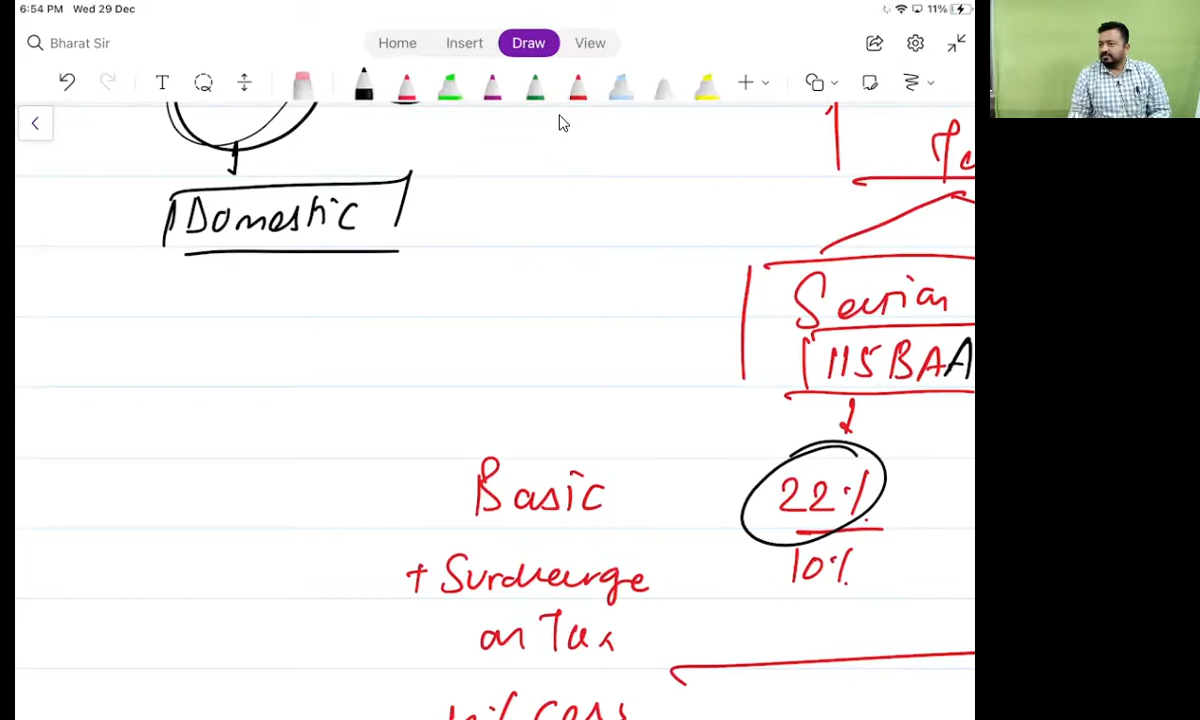 6:54 PM Wed 29 Dec
11%
Bharat Sir
Home Insert Draw View
Domestic
Section
115BAA
Basic 22%
+ Surcharge 10%
on Tax
cess